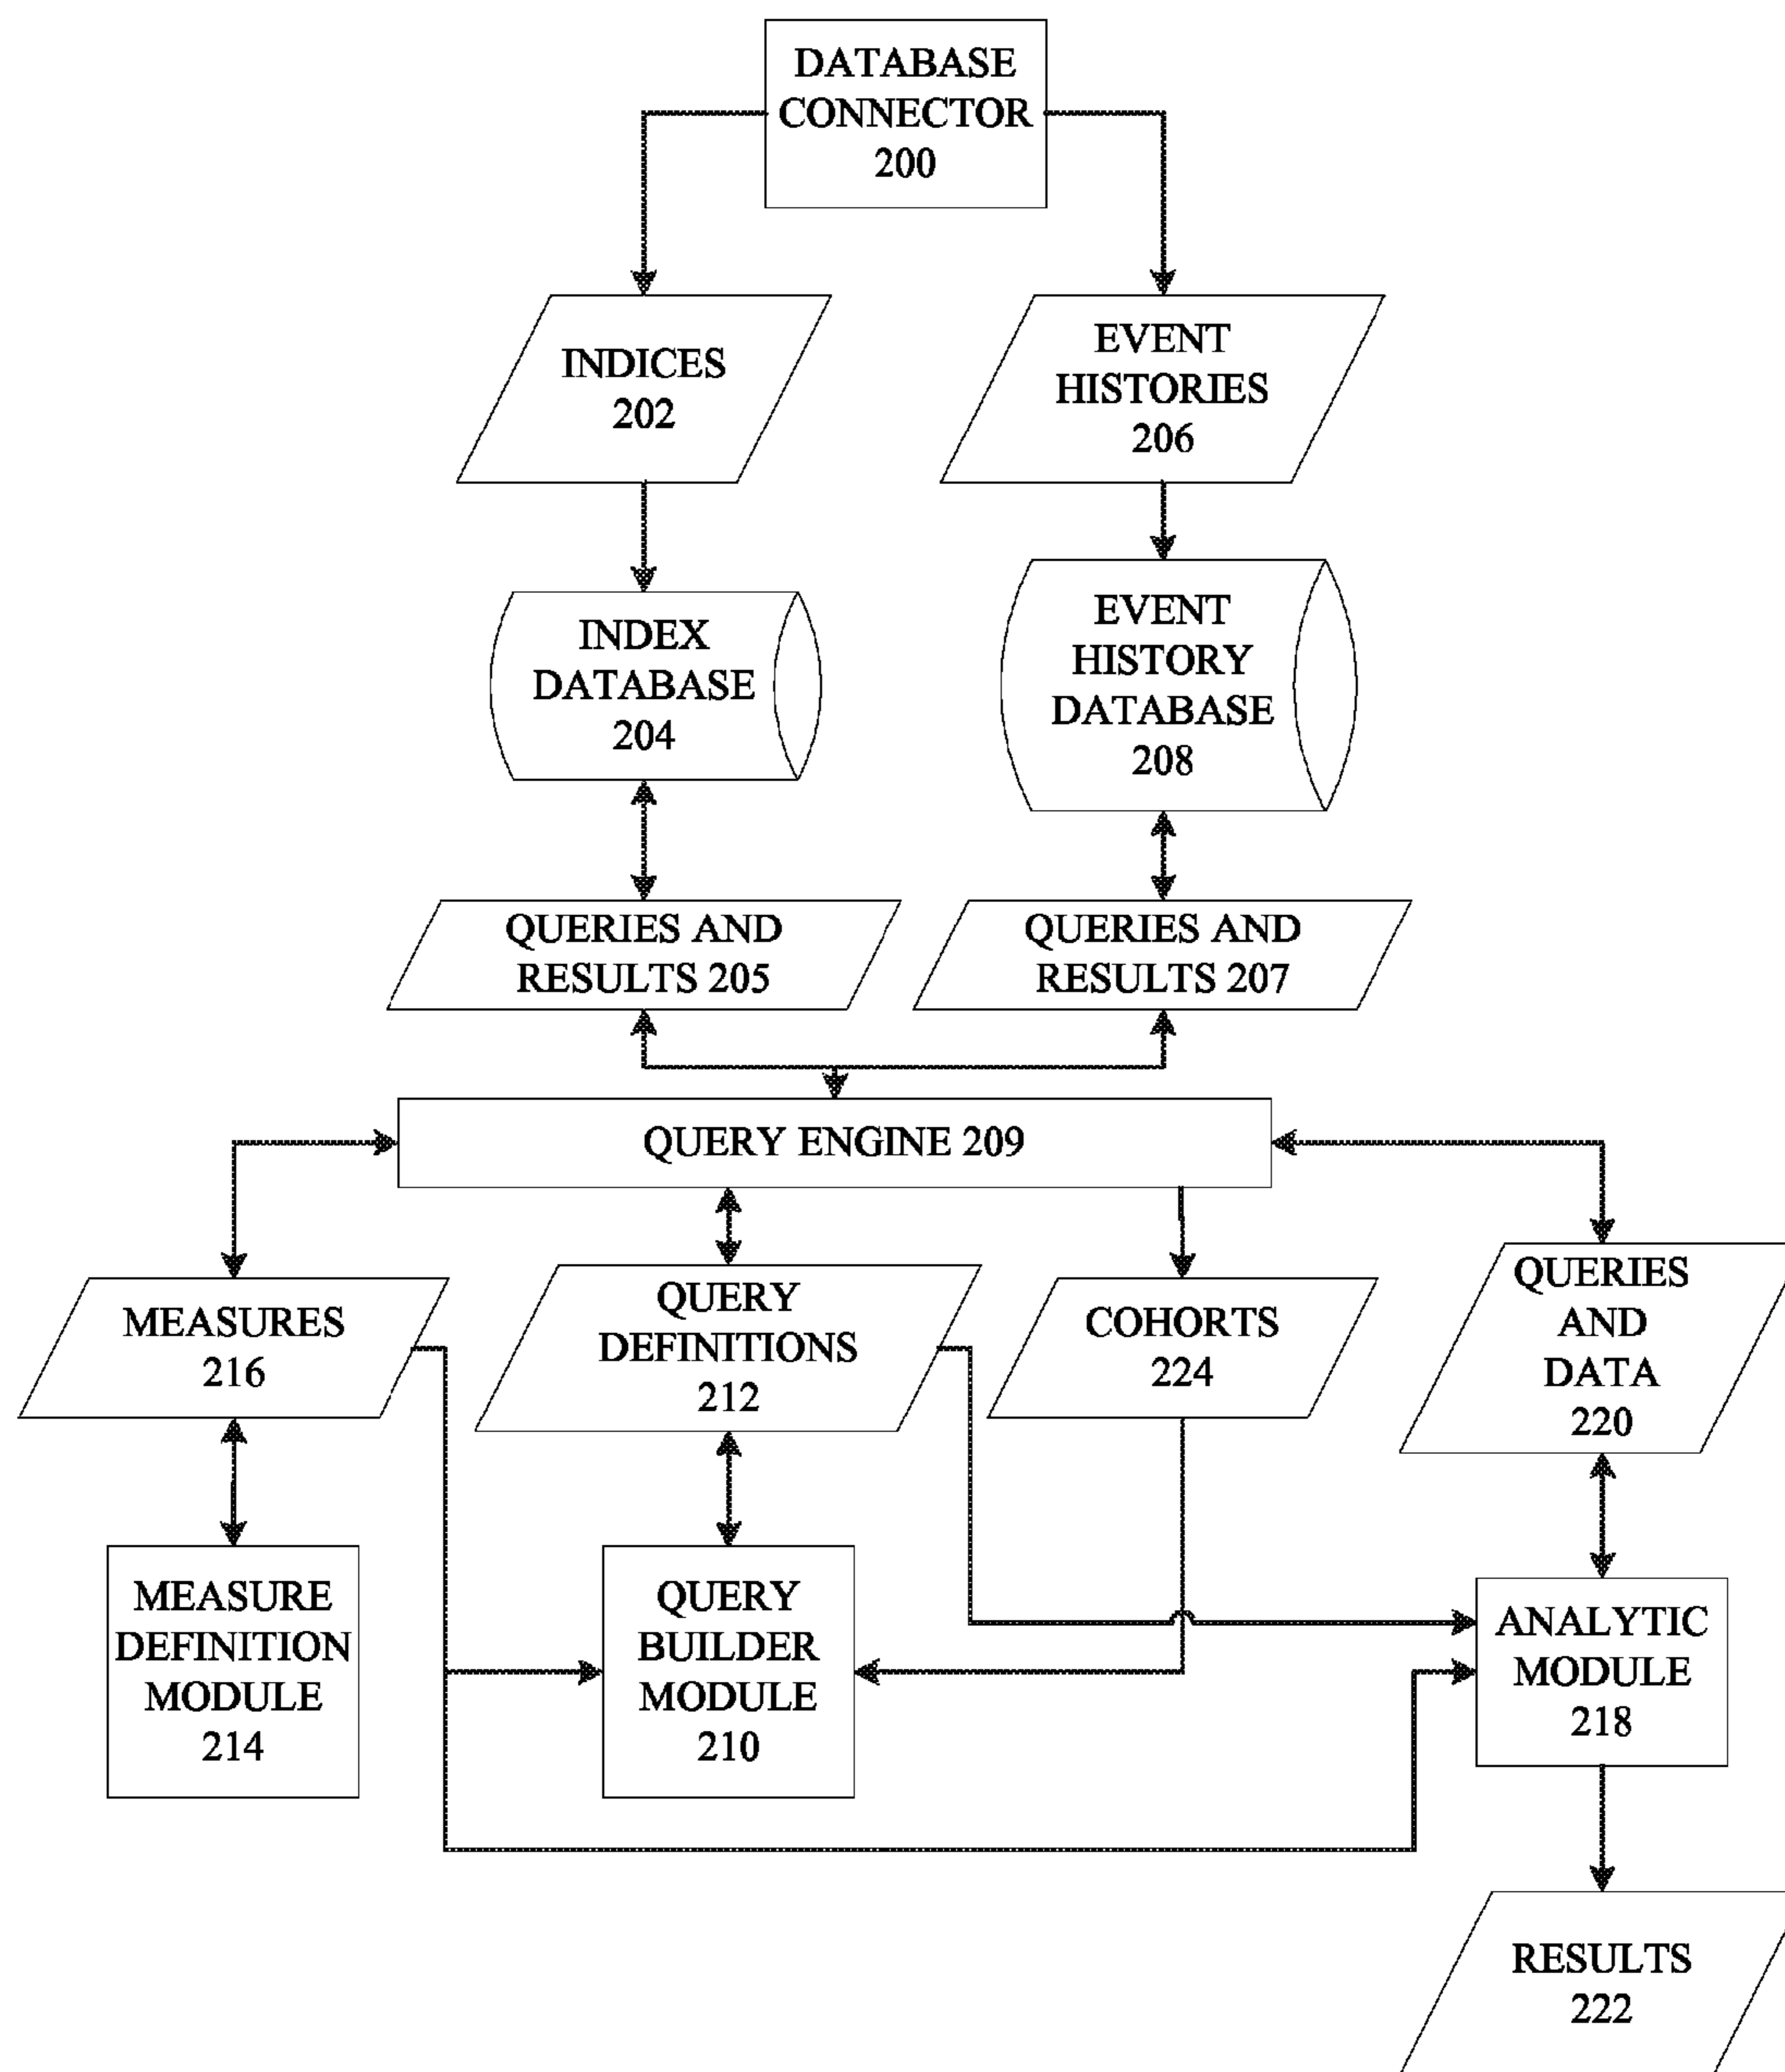 DATABASE
CONNECTOR
200
INDICES
202
EVENT
HISTORIES
206
INDEX
DATABASE
204
EVENT
HISTORY
DATABASE
208
QUERIES AND
RESULTS 205
QUERIES AND
RESULTS 207
QUERY ENGINE 209
MEASURES
216
QUERY
DEFINITIONS
212
COHORTS
224
QUERIES
AND
DATA
220
MEASURE
DEFINITION
MODULE
214
QUERY
BUILDER
MODULE
210
ANALYTIC
MODULE
218
RESULTS
222